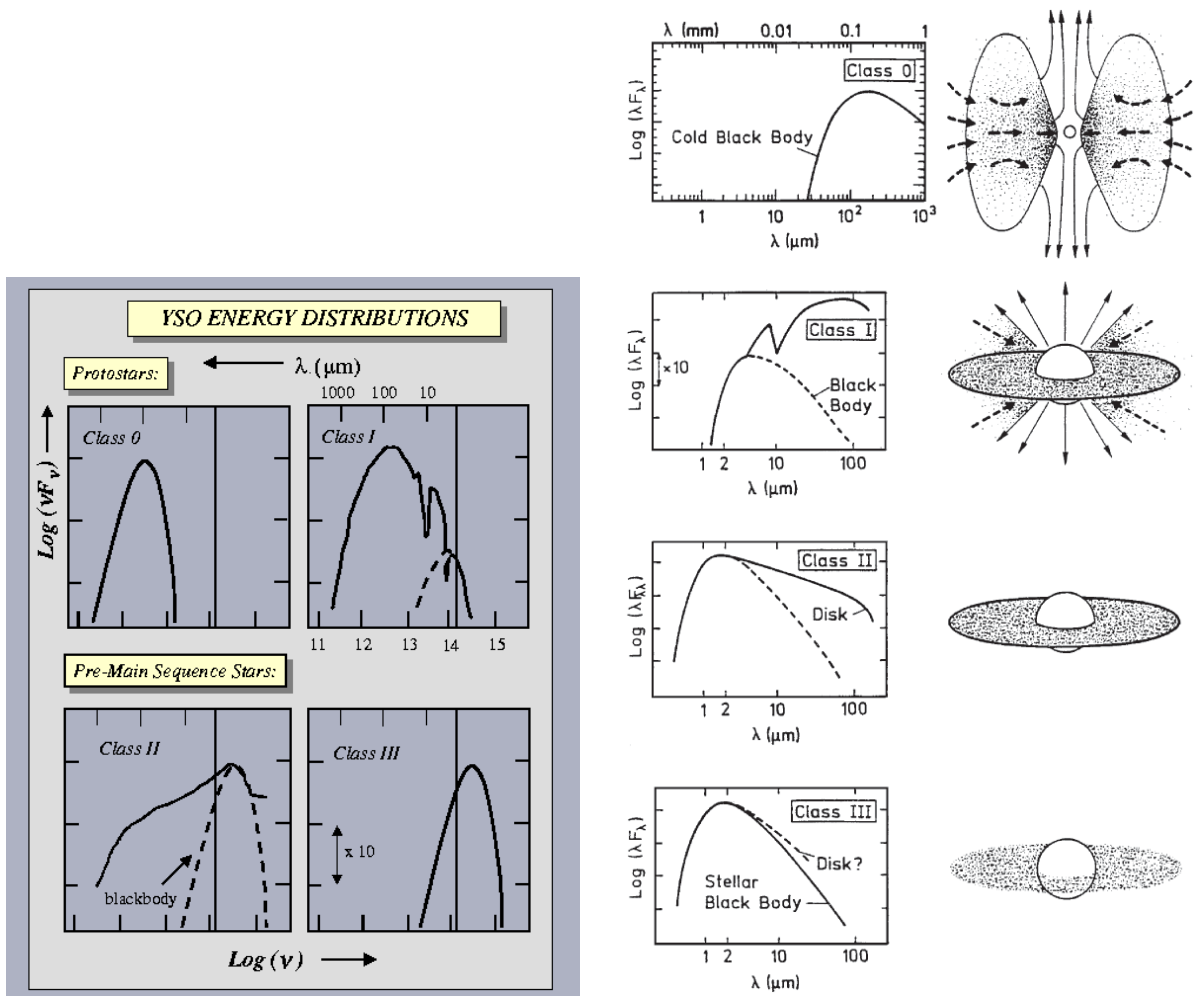 YSO ENERGY DISTRIBUTIONS
Protostars:
λ (μm)
1000 100 10
Log (νFν)
Class 0
Class I
11 12 13 14 15
Pre-Main Sequence Stars:
Class II
Class III
blackbody
x 10
Log (ν)
λ (mm) 0.01 0.1 1
Class 0
Log (λFλ)
Cold Black Body
1 10 10² 10³
λ (μm)
Class I
Log (λFλ)
×10
Black
Body
1 2 10 100
λ (μm)
Class II
Log (λFλ)
Disk
1 2 10 100
λ (μm)
Class III
Log (λFλ)
Disk?
Stellar
Black Body
1 2 10 100
λ (μm)